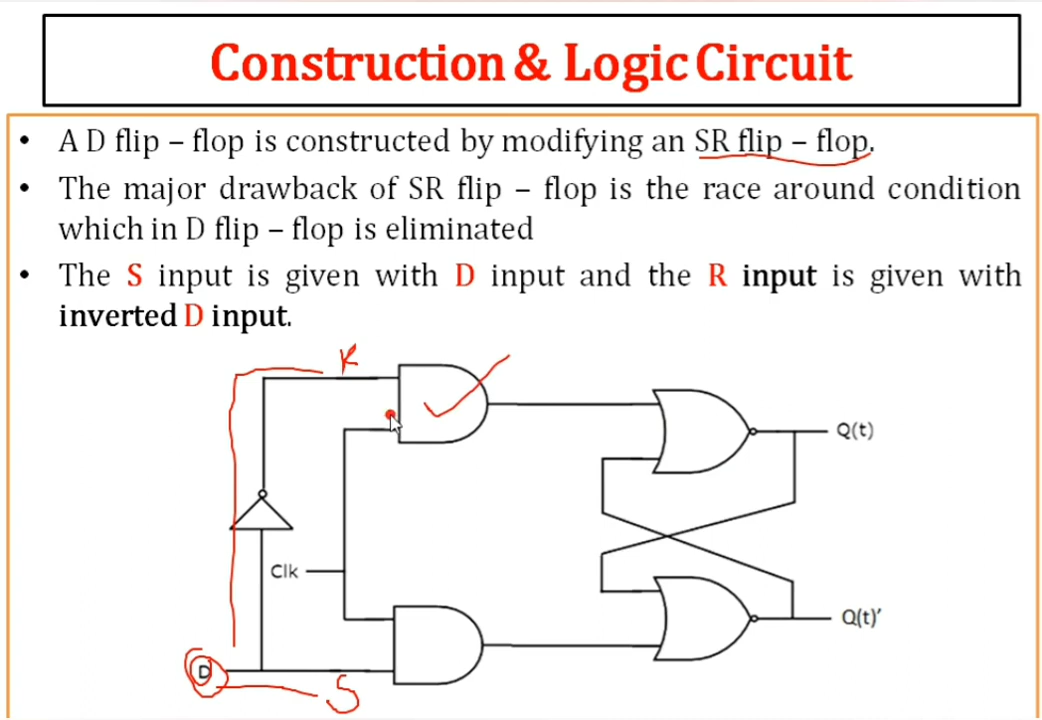 Construction & Logic Circuit
• A D flip – flop is constructed by modifying an SR flip – flop.
• The major drawback of SR flip – flop is the race around condition
which in D flip – flop is eliminated
• The S input is given with D input and the R input is given with
inverted D input.
R
Q(t)
Clk
Q(t)'
D
S